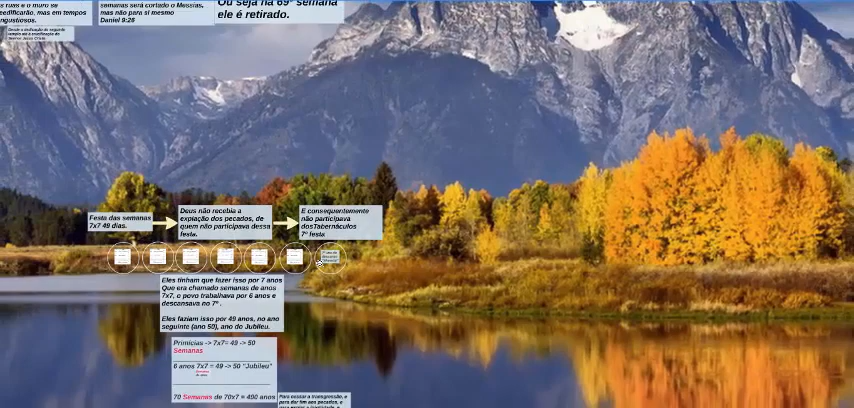 s ruas e o muro se
eedificarão, mas em tempos
ngustiosos.
semanas será cortado o Messias,
mas não para si mesmo
Daniel 9:26
Ou seja na 69ª semana
ele é retirado.
Festa das semanas
7x7 49 dias.
Deus não recebia a
expiação dos pecados, de
quem não participava dessa
festa.
E consequentemente
não participava
dosTabernáculos
7ª festa
Eles tinham que fazer isso por 7 anos
Que era chamado semanas de anos
7x7, o povo trabalhava por 6 anos e
descansava no 7º .
Eles faziam isso por 49 anos, no ano
seguinte (ano 50), ano do Jubileu.
Primícias -> 7x7= 49 -> 50
Semanas
6 anos 7x7 = 49 -> 50 "Jubileu"
70 Semanas de 70x7 = 490 anos
Para cessar a transgressão, e
para dar fim aos pecados, e